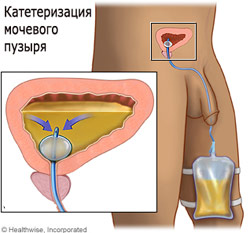 Катетеризация
мочевого
пузыря
© Healthwise, Incorporated